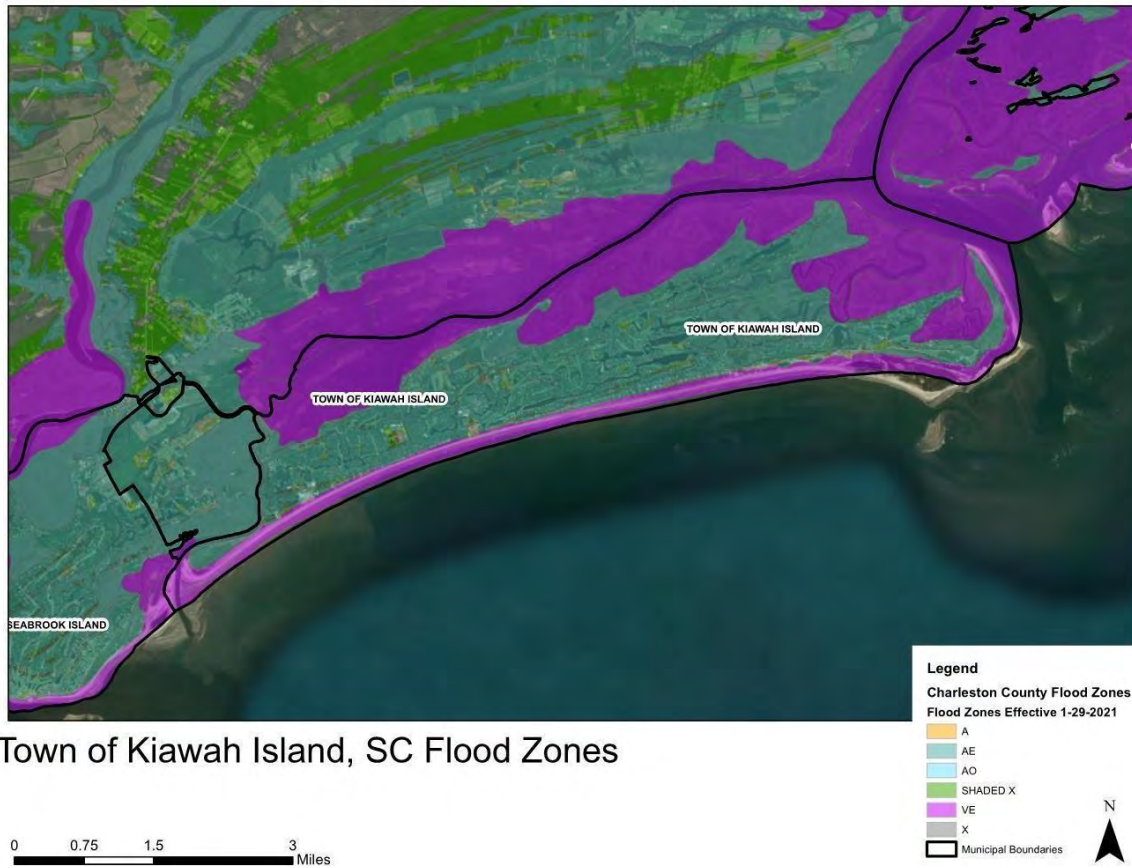 TOWN OF KIAWAH ISLAND
TOWN OF KIAWAH ISLAND
SEABROOK ISLAND
Legend
Charleston County Flood Zones
Flood Zones Effective 1-29-2021
A
AE
AO
SHADED X
VE
X
Municipal Boundaries
N
Town of Kiawah Island, SC Flood Zones
0 0.75 1.5 3
Miles